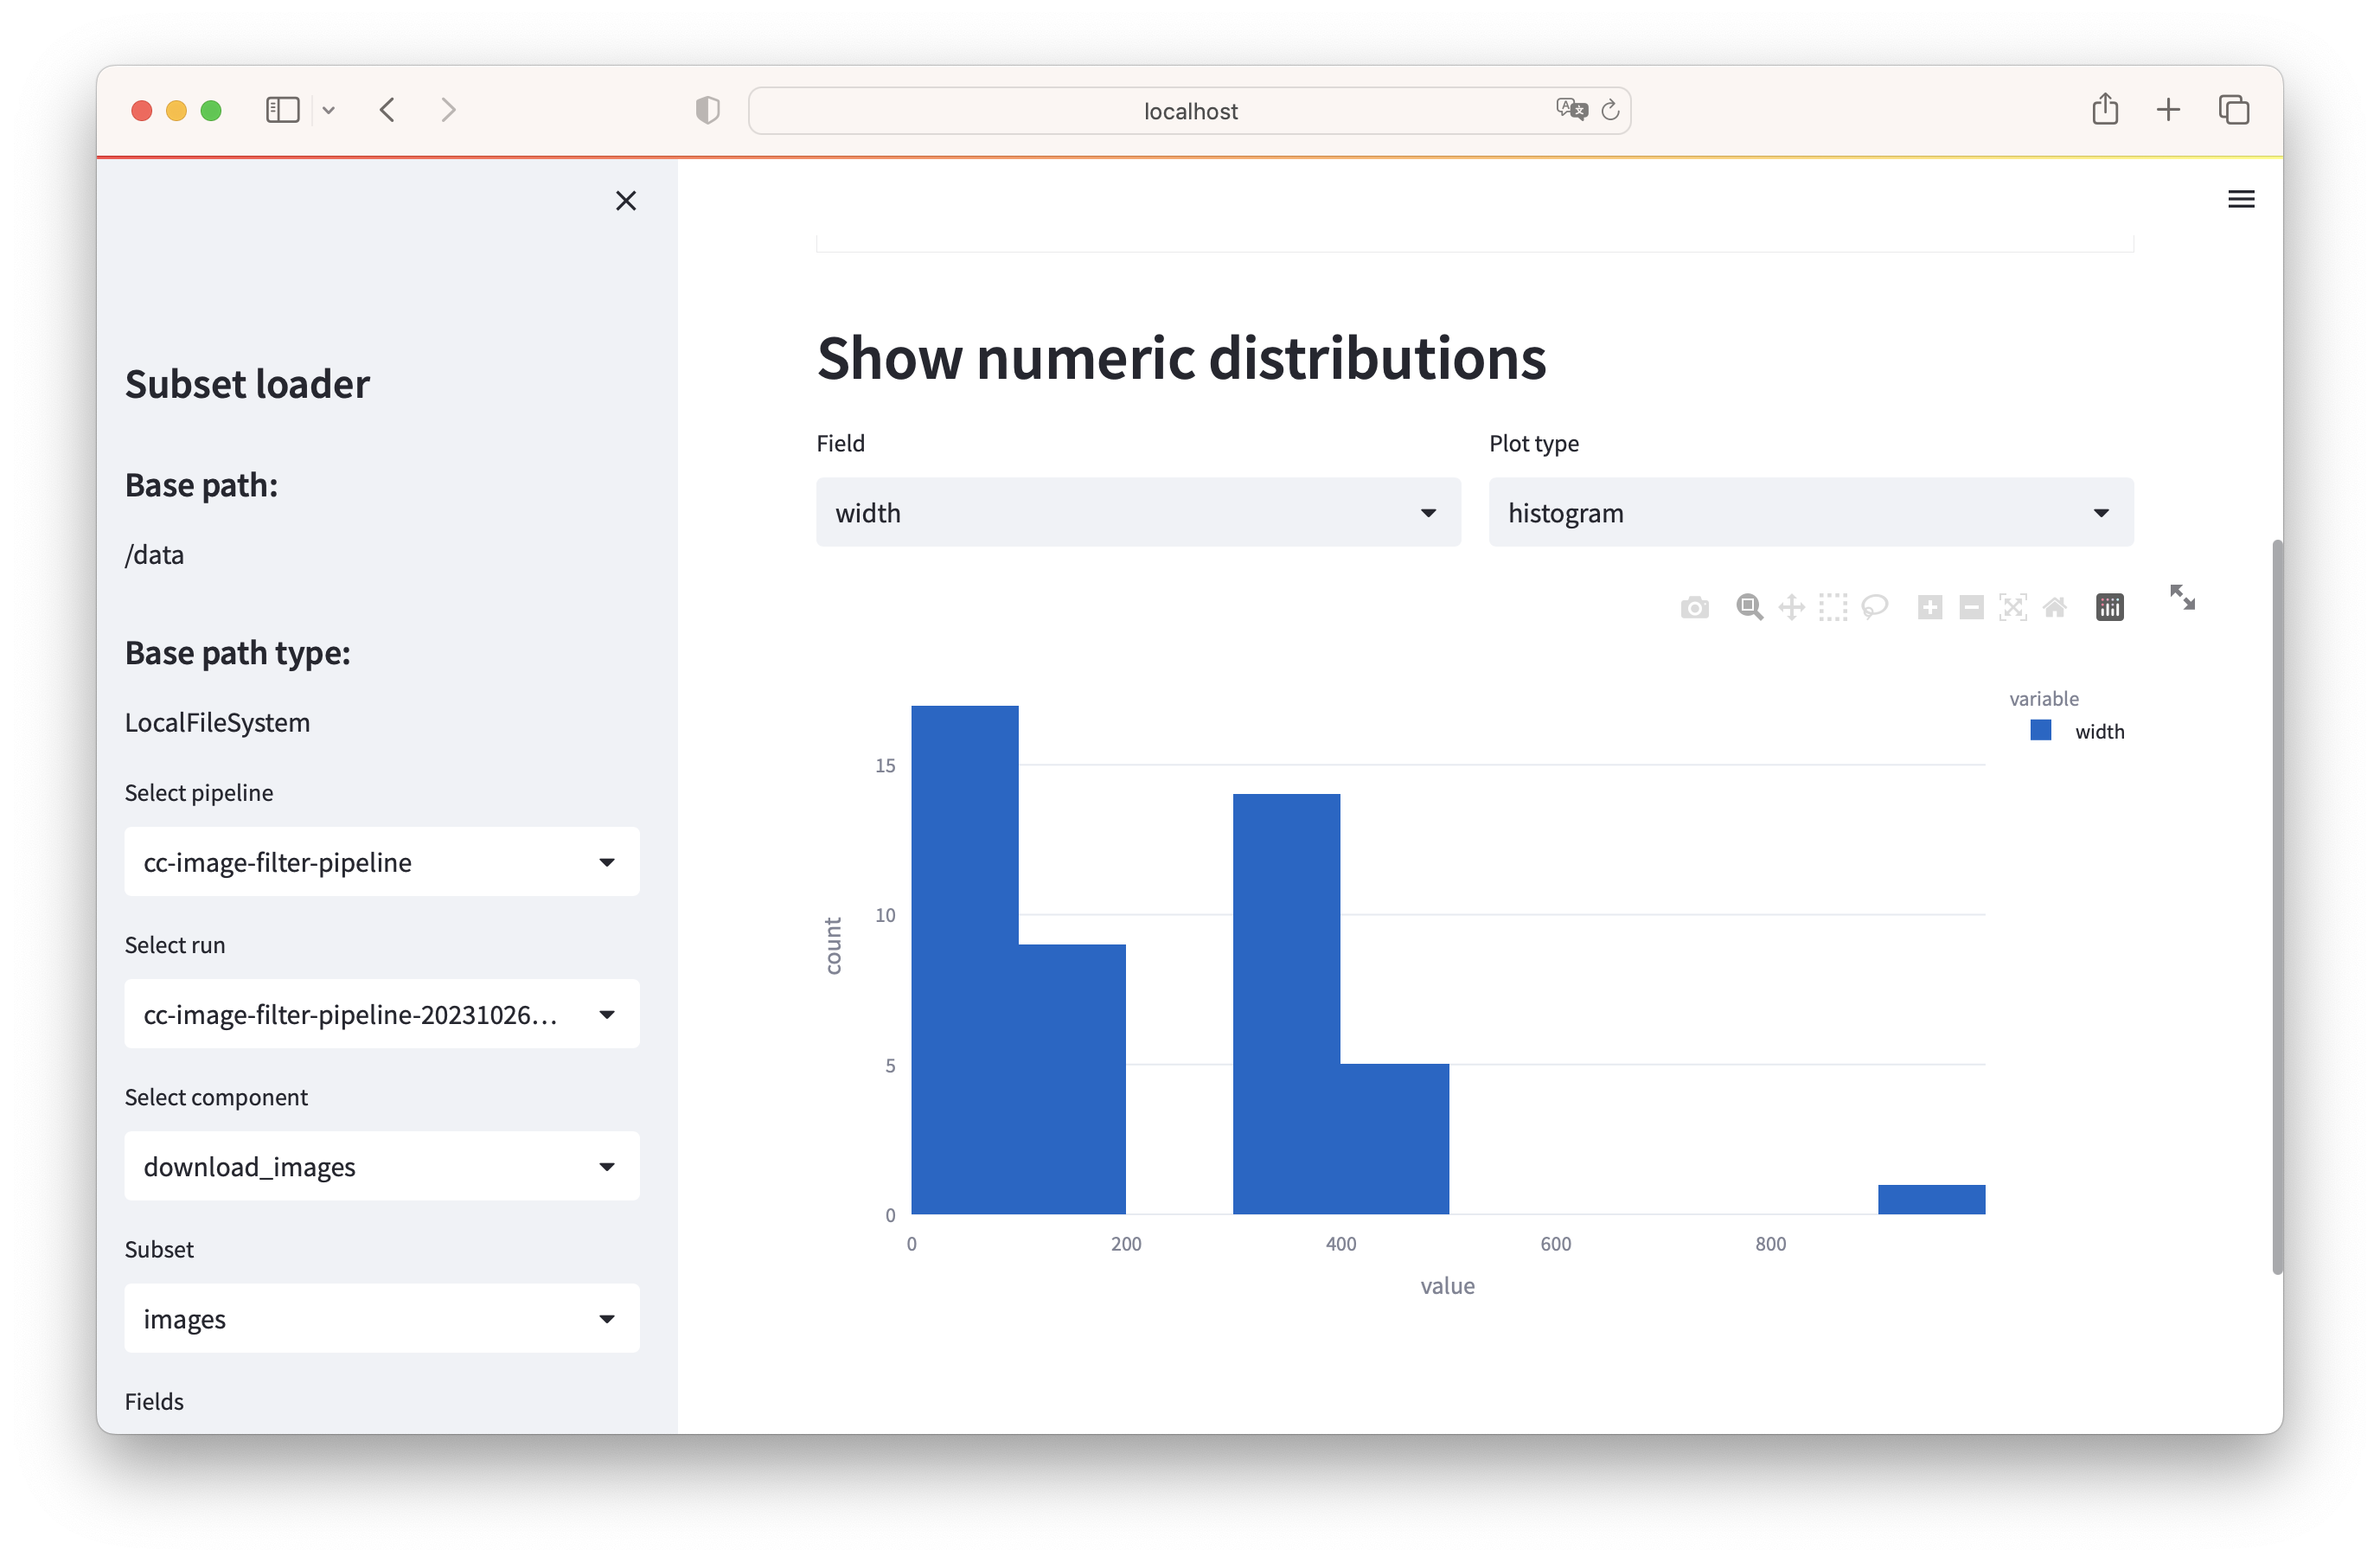 localhost
Subset loader
Base path:
/data
Base path type:
LocalFileSystem
Select pipeline
cc-image-filter-pipeline
Select run
cc-image-filter-pipeline-20231026...
Select component
download_images
Subset
images
Fields
Show numeric distributions
Field
Plot type
width
histogram
variable
width
15
10
5
0
count
0 200 400 600 800
value